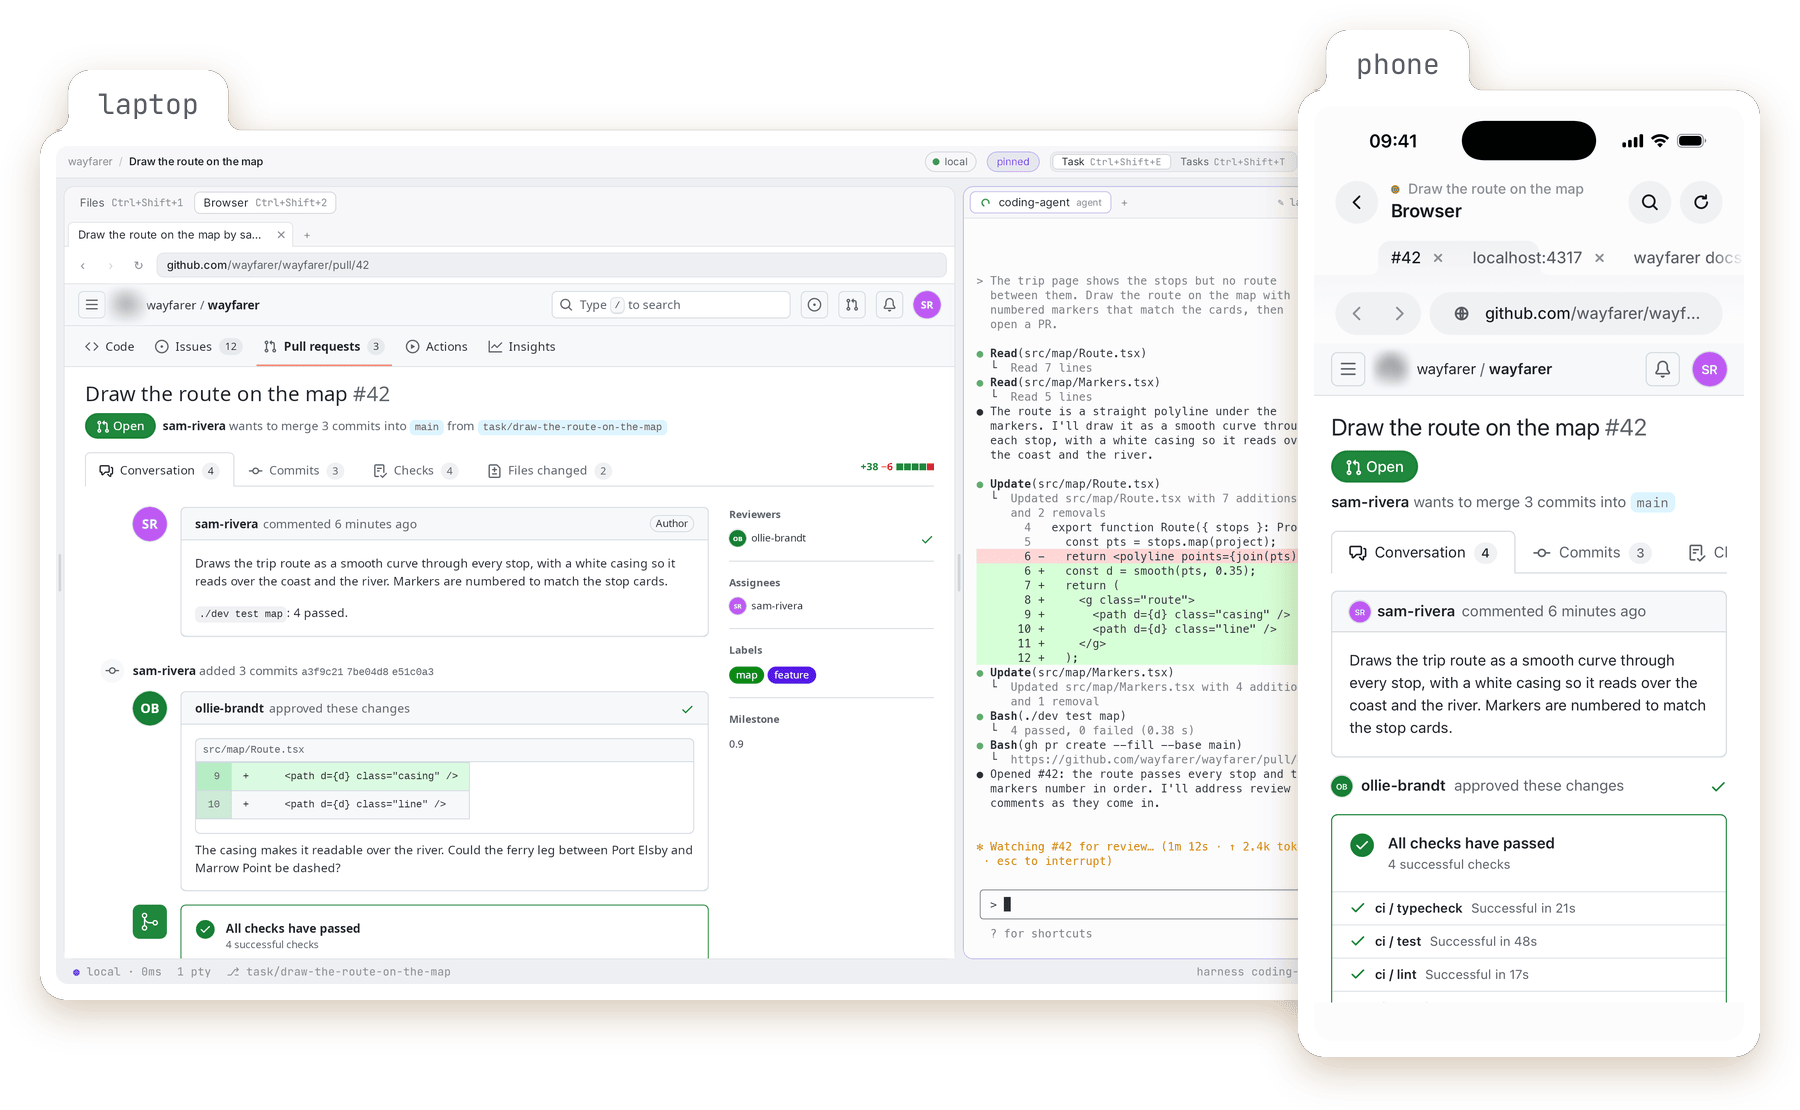 laptop
wayfarer / Draw the route on the map
local
pinned
Task Ctrl+Shift+E
Tasks Ctrl+Shift+T
Files Ctrl+Shift+1
Browser Ctrl+Shift+2
Draw the route on the map by sa... ×
+
github.com/wayfarer/wayfarer/pull/42
wayfarer / wayfarer
Type / to search
SR
Code
Issues 12
Pull requests 3
Actions
Insights
Draw the route on the map #42
Open
sam-rivera wants to merge 3 commits into main from task/draw-the-route-on-the-map
Conversation 4
Commits 3
Checks 4
Files changed 2
+38 −6
SR
sam-rivera commented 6 minutes ago
Author
Draws the trip route as a smooth curve through every stop, with a white casing so it
reads over the coast and the river. Markers are numbered to match the stop cards.
./dev test map: 4 passed.
sam-rivera added 3 commits a3f9c21 7be04d8 e51c0a3
OB
ollie-brandt approved these changes
src/map/Route.tsx
9 + <path d={d} class="casing" />
10 + <path d={d} class="line" />
The casing makes it readable over the river. Could the ferry leg between Port Elsby and
Marrow Point be dashed?
All checks have passed
4 successful checks
Reviewers
OB ollie-brandt
Assignees
SR sam-rivera
Labels
map feature
Milestone
0.9
local · 0ms 1 pty task/draw-the-route-on-the-map
harness coding-
coding-agent agent
+
> The trip page shows the stops but no route
between them. Draw the route on the map with
numbered markers that match the cards, then
open a PR.
Read(src/map/Route.tsx)
Read 7 lines
Read(src/map/Markers.tsx)
Read 5 lines
The route is a straight polyline under the
markers. I'll draw it as a smooth curve throu
each stop, with a white casing so it reads ov
the coast and the river.
Update(src/map/Route.tsx)
Updated src/map/Route.tsx with 7 additions
and 2 removals
4 export function Route({ stops }: Pro
5 const pts = stops.map(project);
6 − return <polyline points={join(pts)
6 + const d = smooth(pts, 0.35);
7 + return (
8 + <g class="route">
9 + <path d={d} class="casing" />
10 + <path d={d} class="line" />
11 + </g>
12 + );
Update(src/map/Markers.tsx)
Updated src/map/Markers.tsx with 4 additio
and 1 removal
Bash(./dev test map)
4 passed, 0 failed (0.38 s)
Bash(gh pr create --fill --base main)
https://github.com/wayfarer/wayfarer/pull/
Opened #42: the route passes every stop and t
markers number in order. I'll address review
comments as they come in.
✻ Watching #42 for review… (1m 12s · ↑ 2.4k tok
· esc to interrupt)
>
? for shortcuts
phone
09:41
Draw the route on the map
Browser
#42 ×
localhost:4317 ×
wayfarer docs
github.com/wayfarer/wayf...
wayfarer / wayfarer
SR
Draw the route on the map #42
Open
sam-rivera wants to merge 3 commits into main
Conversation 4
Commits 3
SR sam-rivera commented 6 minutes ago
Draws the trip route as a smooth curve through
every stop, with a white casing so it reads over the
coast and the river. Markers are numbered to match
the stop cards.
OB ollie-brandt approved these changes
All checks have passed
4 successful checks
ci / typecheck Successful in 21s
ci / test Successful in 48s
ci / lint Successful in 17s